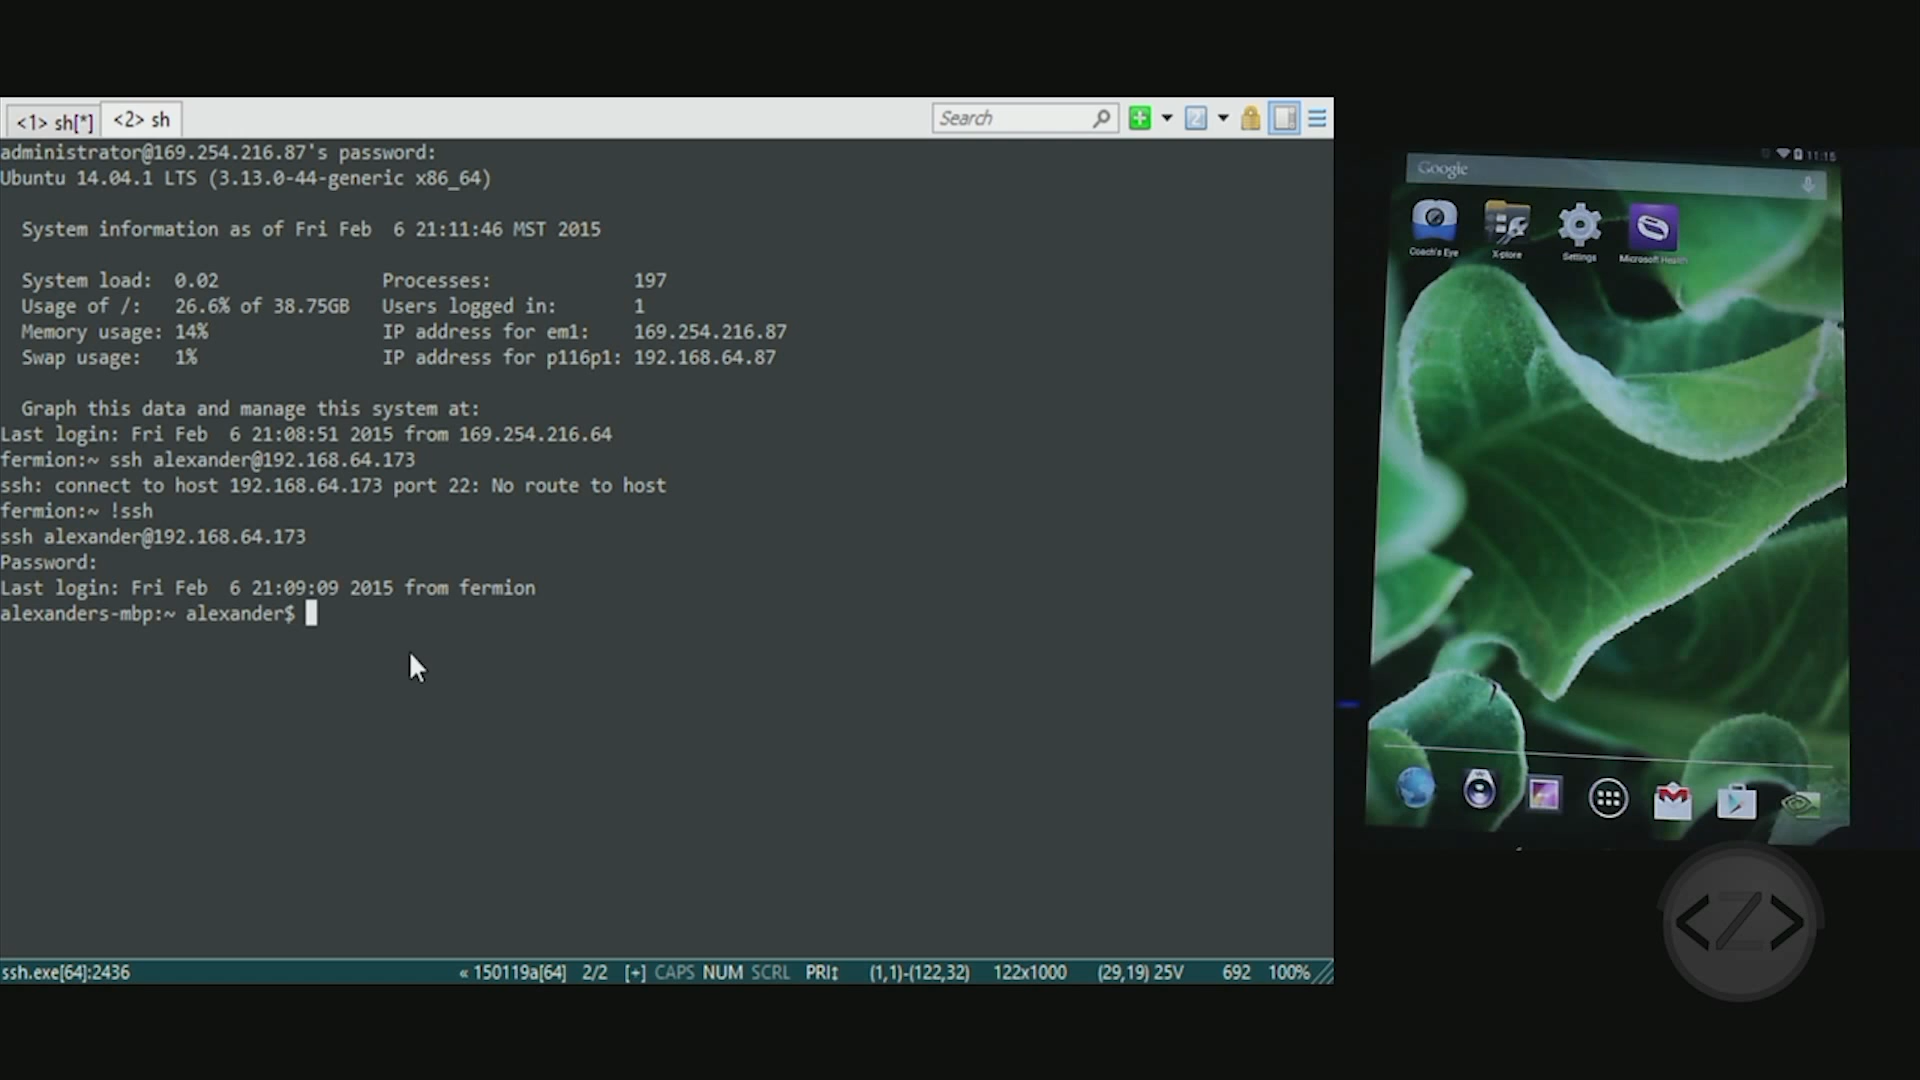 <1> sh[*]
<2> sh
Search
administrator@169.254.216.87's password:
Ubuntu 14.04.1 LTS (3.13.0-44-generic x86_64)
System information as of Fri Feb  6 21:11:46 MST 2015
System load:  0.02               Processes:             197
Usage of /:   26.6% of 38.75GB   Users logged in:       1
Memory usage: 14%                IP address for em1:    169.254.216.87
Swap usage:   1%                 IP address for p116p1: 192.168.64.87
Graph this data and manage this system at:
Last login: Fri Feb  6 21:08:51 2015 from 169.254.216.64
fermion:~ ssh alexander@192.168.64.173
ssh: connect to host 192.168.64.173 port 22: No route to host
fermion:~ !ssh
ssh alexander@192.168.64.173
Password:
Last login: Fri Feb  6 21:09:09 2015 from fermion
alexanders-mbp:~ alexander$
ssh.exe[64]:2436
« 150119a[64] 2/2 [+] CAPS NUM SCRL PRI↕ (1,1)-(122,32) 122x1000 (29,19) 25V 692 100%
11:15
Google
Coach's Eye
X-plore
Settings
Microsoft Health
<Z>